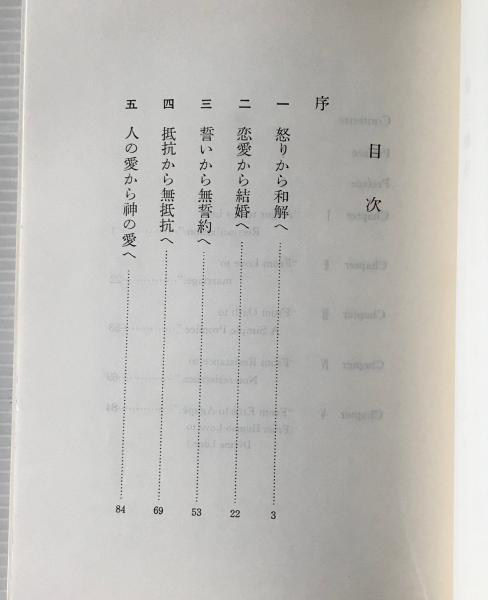 目次
序
一 怒りから和解へ 3
二 恋愛から結婚へ 22
三 誓いから無誓約へ 53
四 抵抗から無抵抗へ 69
五 人の愛から神の愛へ 84